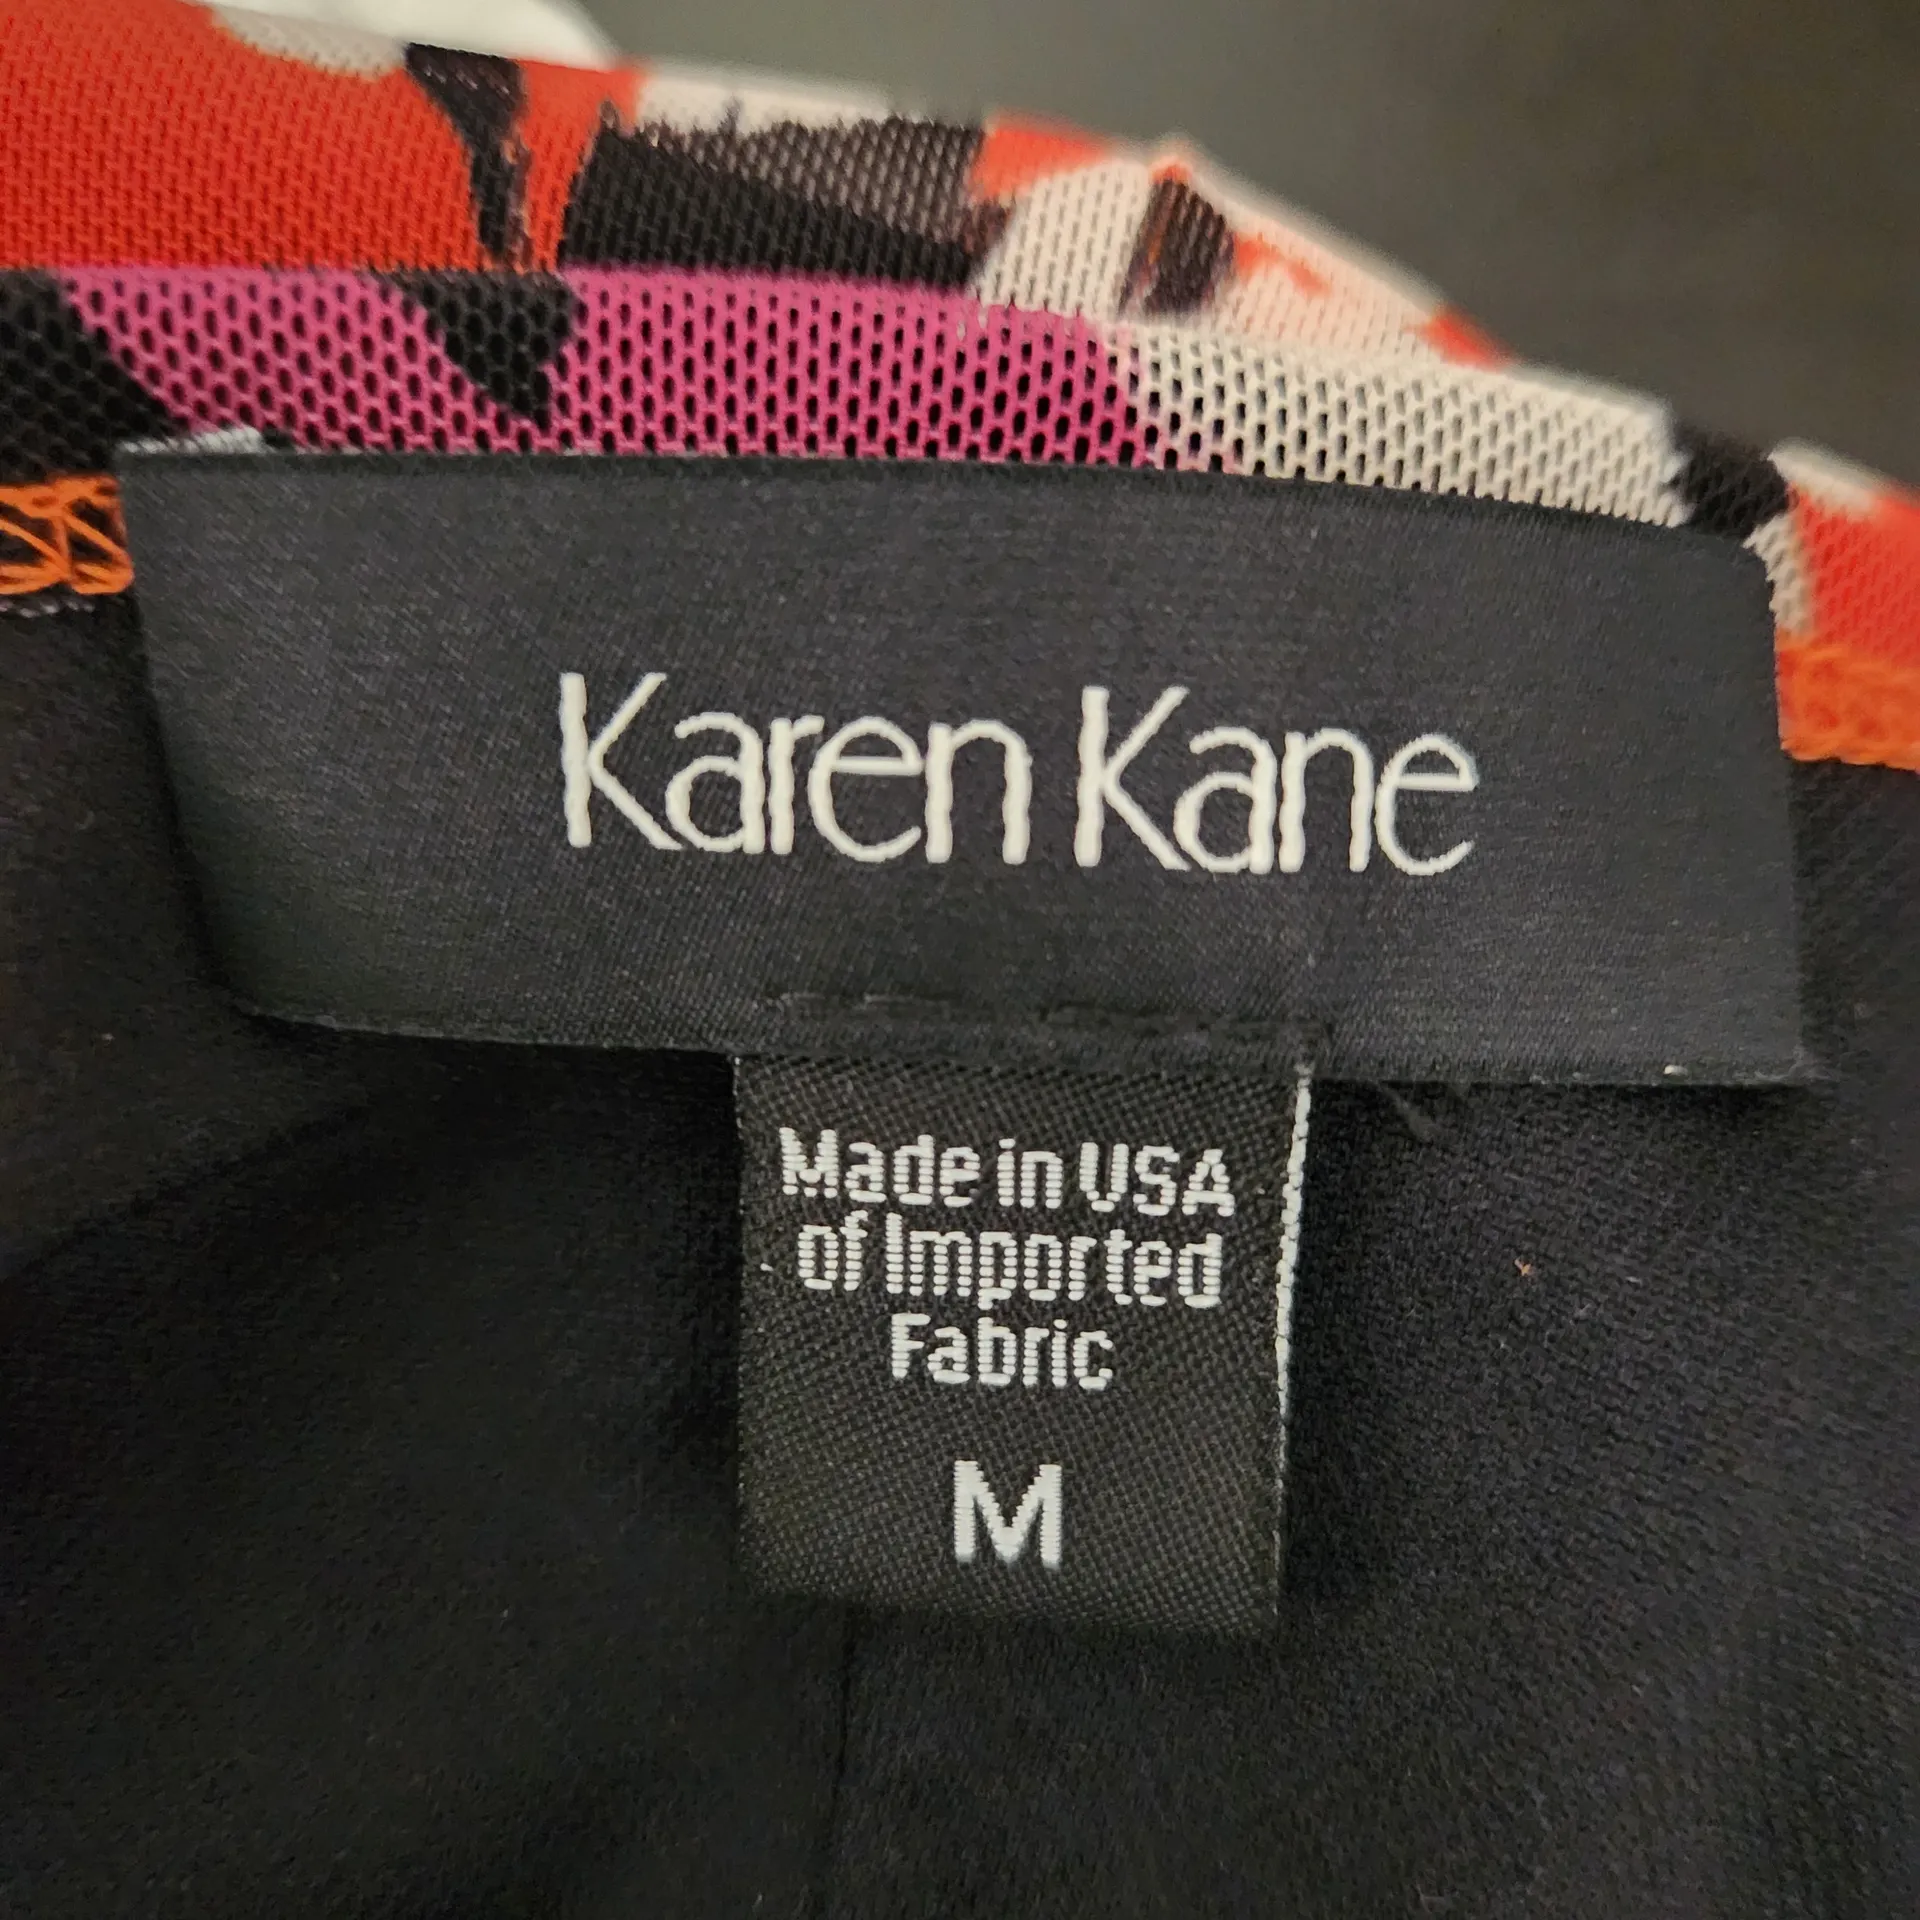 Karen Kane
Made in USA
of Imported
Fabric
M